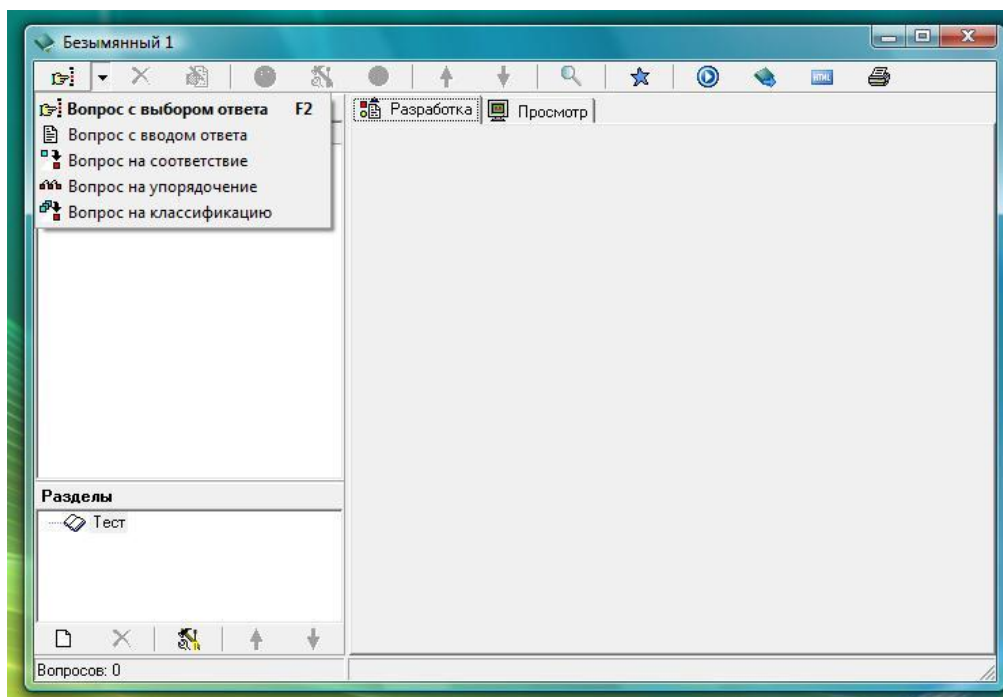 Безымянный 1
Вопрос с выбором ответа F2
Вопрос с вводом ответа
Вопрос на соответствие
Вопрос на упорядочение
Вопрос на классификацию
Разработка Просмотр
HTML
Разделы
Тест
Вопросов: 0